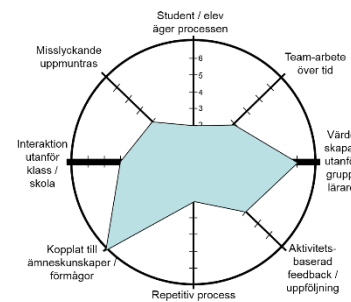 Student / elev
äger processen
Misslyckande
uppmuntras
Team-arbete
över tid
6
5
4
3
2
Interaktion
utanför
klass /
skola
Värde
skapa
utanfö
grupp
lärare
Kopplat till
ämneskunskaper /
förmågor
Aktivitets-
baserad
feedback /
uppföljning
Repetitiv process